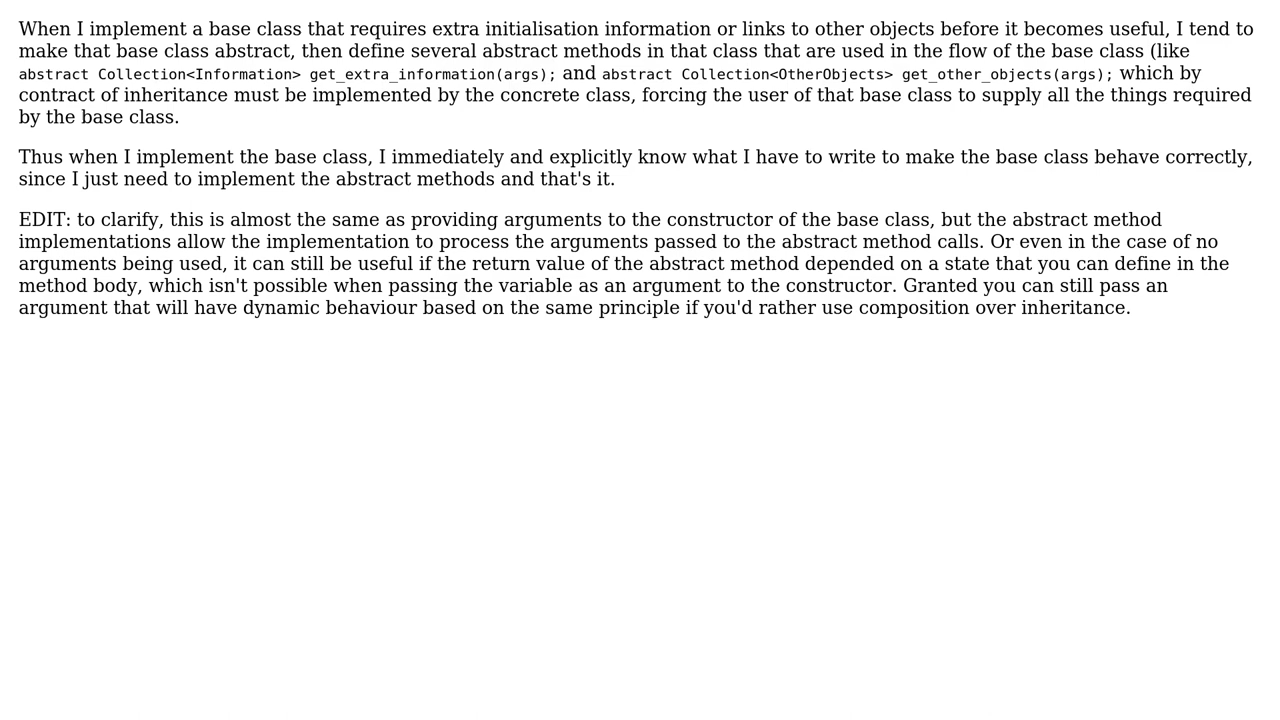 When I implement a base class that requires extra initialisation information or links to other objects before it becomes useful, I tend to
make that base class abstract, then define several abstract methods in that class that are used in the flow of the base class (like
abstract Collection<Information> get_extra_information(args); and abstract Collection<OtherObjects> get_other_objects(args); which by
contract of inheritance must be implemented by the concrete class, forcing the user of that base class to supply all the things required
by the base class.
Thus when I implement the base class, I immediately and explicitly know what I have to write to make the base class behave correctly,
since I just need to implement the abstract methods and that's it.
EDIT: to clarify, this is almost the same as providing arguments to the constructor of the base class, but the abstract method
implementations allow the implementation to process the arguments passed to the abstract method calls. Or even in the case of no
arguments being used, it can still be useful if the return value of the abstract method depended on a state that you can define in the
method body, which isn't possible when passing the variable as an argument to the constructor. Granted you can still pass an
argument that will have dynamic behaviour based on the same principle if you'd rather use composition over inheritance.